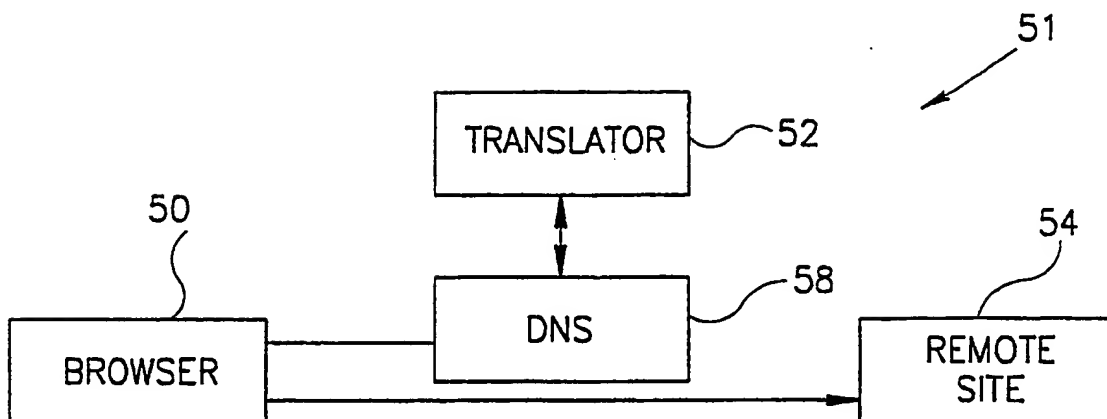 51
TRANSLATOR
52
50
54
58
DNS
BROWSER
REMOTE
SITE